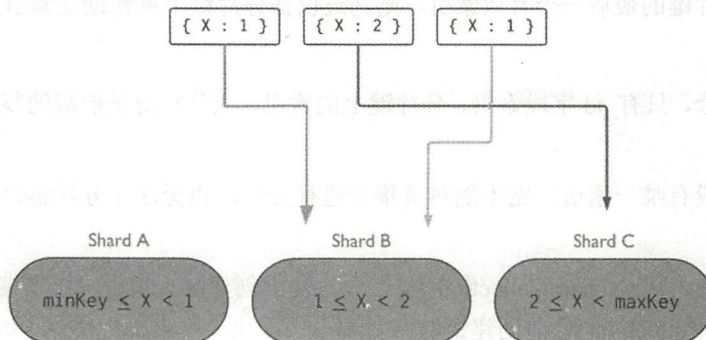 { X : 1 } { X : 2 } { X : 1 }
Shard A Shard B Shard C
minKey ≤ X < 1 1 ≤ X < 2 2 ≤ X < maxKey